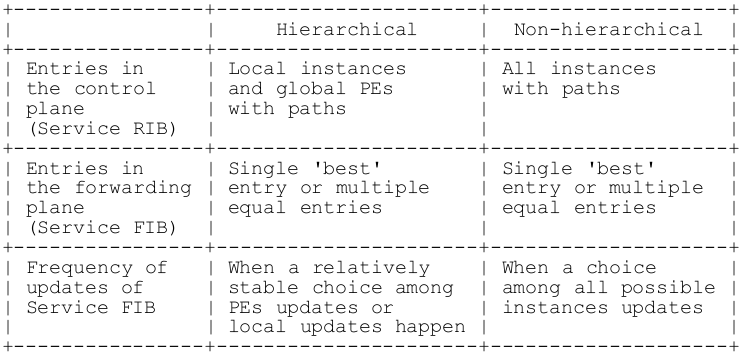 Hierarchical | Non-hierarchical
Entries in | Local instances | All instances
the control | and global PEs | with paths
plane | with paths
(Service RIB)
Entries in | Single 'best' | Single 'best'
the forwarding | entry or multiple | entry or multiple
plane | equal entries | equal entries
(Service FIB)
Frequency of | When a relatively | When a choice
updates of | stable choice among | among all possible
Service FIB | PEs updates or | instances updates
local updates happen